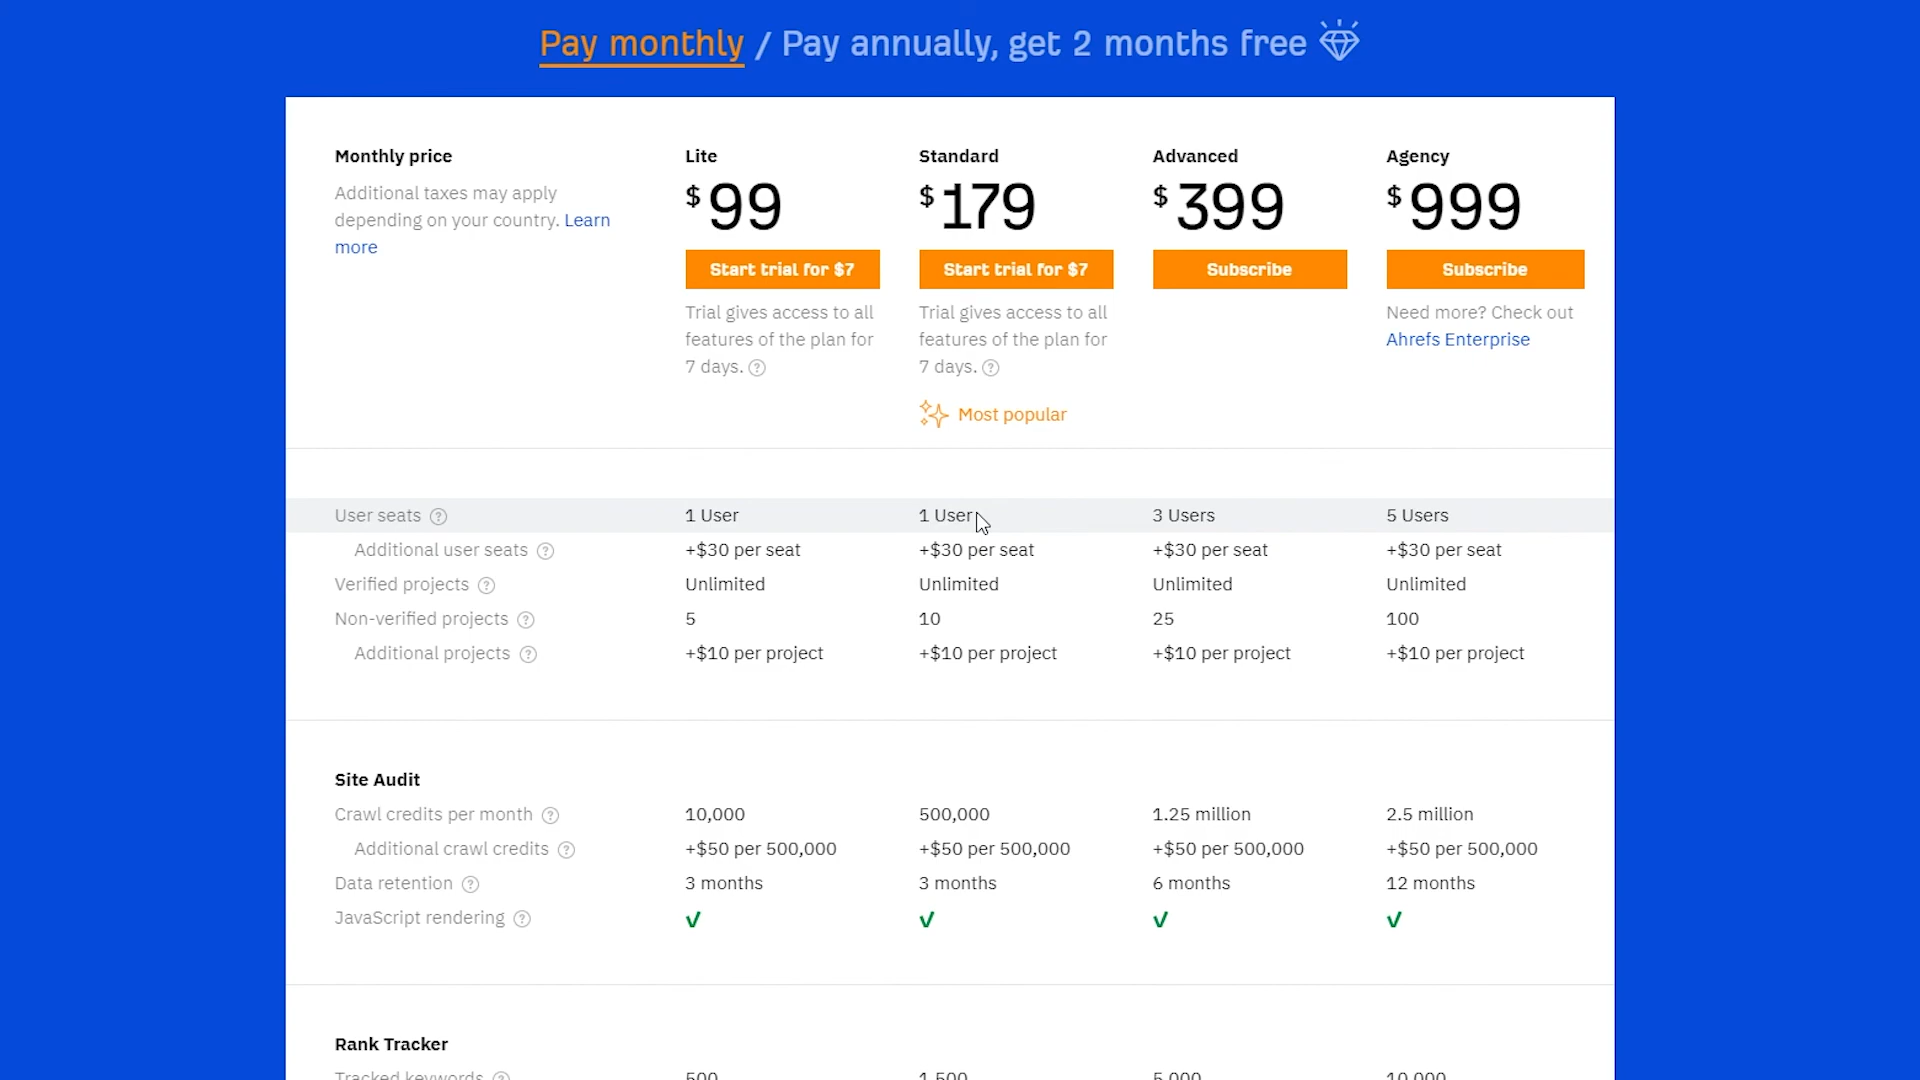 Pay monthly / Pay annually, get 2 months free
Monthly price Lite Standard Advanced Agency
Additional taxes may apply
depending on your country. Learn
more
$ 99 $ 179 $ 399 $ 999
Start trial for $7 Start trial for $7 Subscribe Subscribe
Trial gives access to all Trial gives access to all Need more? Check out
features of the plan for features of the plan for Ahrefs Enterprise
7 days. ? 7 days. ?
Most popular
User seats ? 1 User 1 User 3 Users 5 Users
Additional user seats ? +$30 per seat +$30 per seat +$30 per seat +$30 per seat
Verified projects ? Unlimited Unlimited Unlimited Unlimited
Non-verified projects ? 5 10 25 100
Additional projects ? +$10 per project +$10 per project +$10 per project +$10 per project
Site Audit
Crawl credits per month ? 10,000 500,000 1.25 million 2.5 million
Additional crawl credits ? +$50 per 500,000 +$50 per 500,000 +$50 per 500,000 +$50 per 500,000
Data retention ? 3 months 3 months 6 months 12 months
JavaScript rendering ? ✓ ✓ ✓ ✓
Rank Tracker
Tracked keywords ? 500 1,500 5,000 10,000